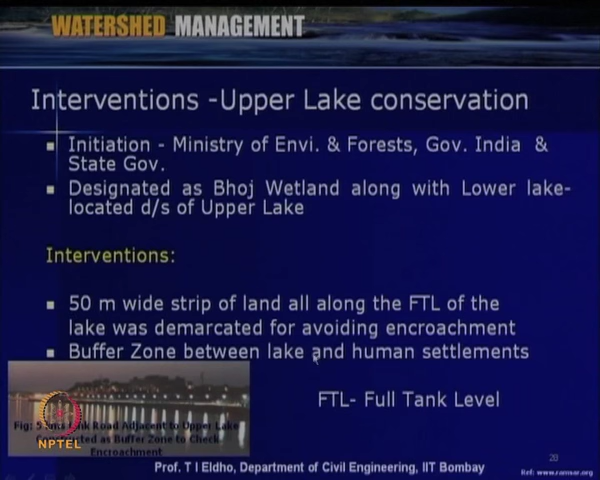 WATERSHED MANAGEMENT
Interventions -Upper Lake conservation
Initiation - Ministry of Envi. & Forests, Gov. India &
State Gov.
Designated as Bhoj Wetland along with Lower lake-
located d/s of Upper Lake
Interventions:
50 m wide strip of land all along the FTL of the
lake was demarcated for avoiding encroachment
Buffer Zone between lake and human settlements
FTL- Full Tank Level
Fig: 5 Road Adjacent to Upper Lake
as Buffer Zone to Check
Encroachment
NPTEL
Prof. T I Eldho, Department of Civil Engineering, IIT Bombay
28
Ref: www.ramsar.org